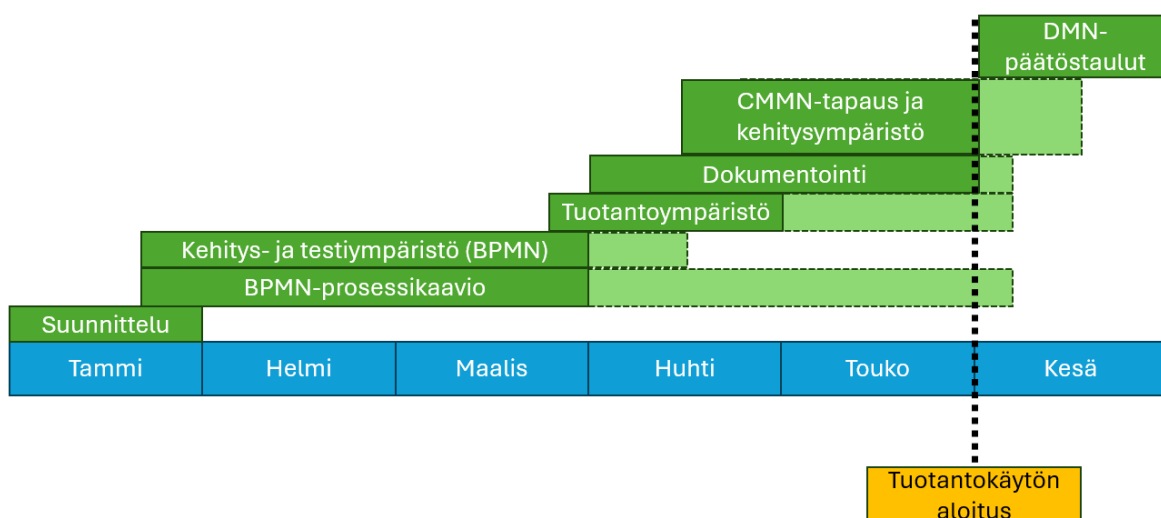 DMN-
päätöstaulut
CMMN-tapaus ja
kehitysympäristö
Dokumentointi
Tuotantoympäristö
Kehitys- ja testiympäristö (BPMN)
BPMN-prosessikaavio
Suunnittelu
Tammi
Helmi
Maalis
Huhti
Touko
Kesä
Tuotantokäytön
aloitus